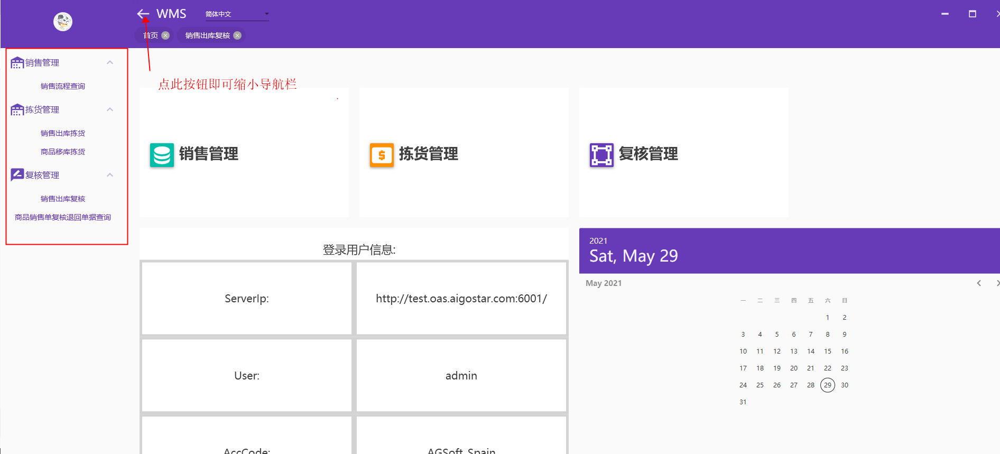 WMS
简体中文
首页
销售出库复核
销售管理
销售流程查询
拣货管理
销售出库拣货
商品移库拣货
复核管理
销售出库复核
商品销售单复核退回单据查询
点此按钮即可缩小导航栏
销售管理
拣货管理
复核管理
登录用户信息:
ServerIp: http://test.oas.aigostar.com:6001/
User: admin
AccCode: AGSoft_Spain
2021
Sat, May 29
May 2021
一 二 三 四 五 六 日
1 2
3 4 5 6 7 8 9
10 11 12 13 14 15 16
17 18 19 20 21 22 23
24 25 26 27 28 29 30
31